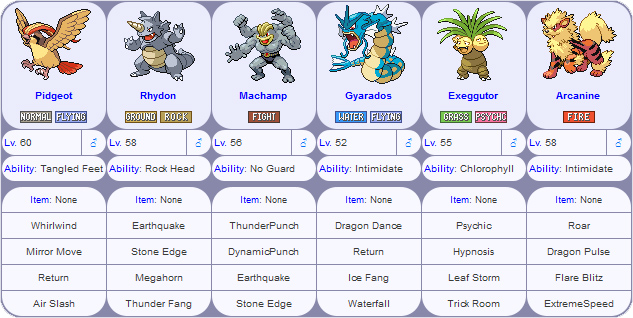 Pidgeot Rhydon Machamp Gyarados Exeggutor Arcanine
NORMAL FLYING GROUND ROCK FIGHT WATER FLYING GRASS PSYCHC FIRE
Lv. 60 ♂ Lv. 58 ♂ Lv. 56 ♂ Lv. 52 ♂ Lv. 55 ♂ Lv. 58 ♂
Ability: Tangled Feet Ability: Rock Head Ability: No Guard Ability: Intimidate Ability: Chlorophyll Ability: Intimidate
Item: None Item: None Item: None Item: None Item: None Item: None
Whirlwind Earthquake ThunderPunch Dragon Dance Psychic Roar
Mirror Move Stone Edge DynamicPunch Return Hypnosis Dragon Pulse
Return Megahorn Earthquake Ice Fang Leaf Storm Flare Blitz
Air Slash Thunder Fang Stone Edge Waterfall Trick Room ExtremeSpeed